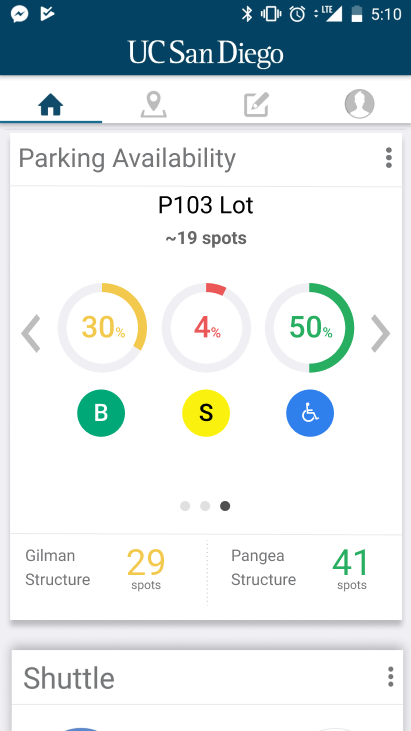 LTE 5:10
UC San Diego
Parking Availability
P103 Lot
~19 spots
30% 4% 50%
B S
Gilman Structure
29
spots
Pangea Structure
41
spots
Shuttle